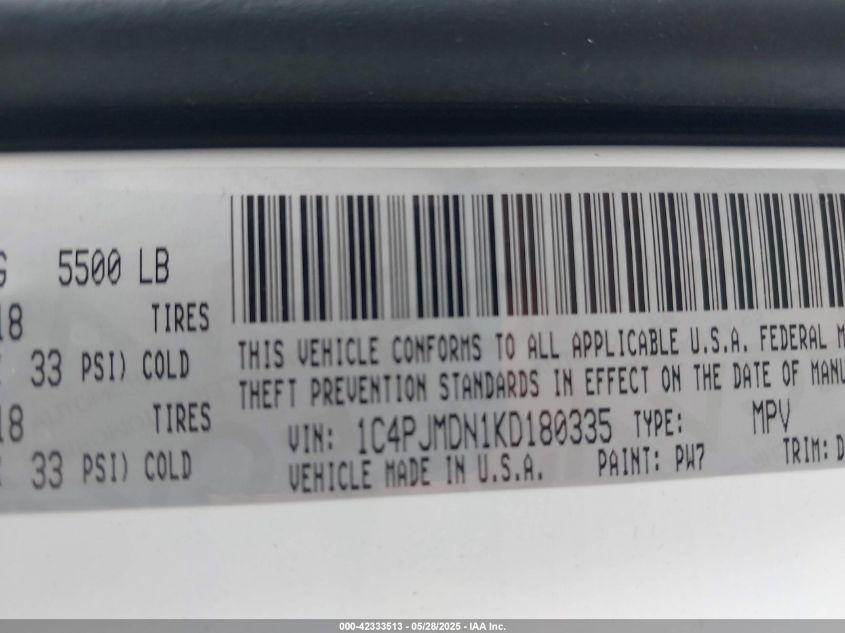 G 5500 LB
18 TIRES
33 PSI) COLD
18 TIRES
33 PSI) COLD
THIS VEHICLE CONFORMS TO ALL APPLICABLE U.S.A. FEDERAL M
THEFT PREVENTION STANDARDS IN EFFECT ON THE DATE OF MANU
VIN: 1C4PJMDN1KD180335 TYPE: MPV
VEHICLE MADE IN U.S.A. PAINT: PW7 TRIM: D
000-42333513 - 05/28/2025 - IAA Inc.